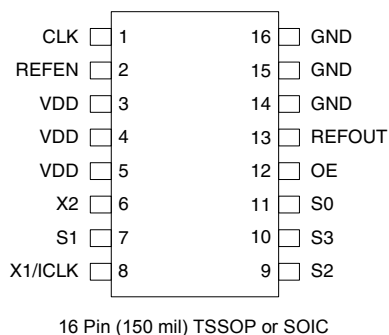 CLK 1 16 GND
REFEN 2 15 GND
VDD 3 14 GND
VDD 4 13 REFOUT
VDD 5 12 OE
X2 6 11 S0
S1 7 10 S3
X1/ICLK 8 9 S2
16 Pin (150 mil) TSSOP or SOIC